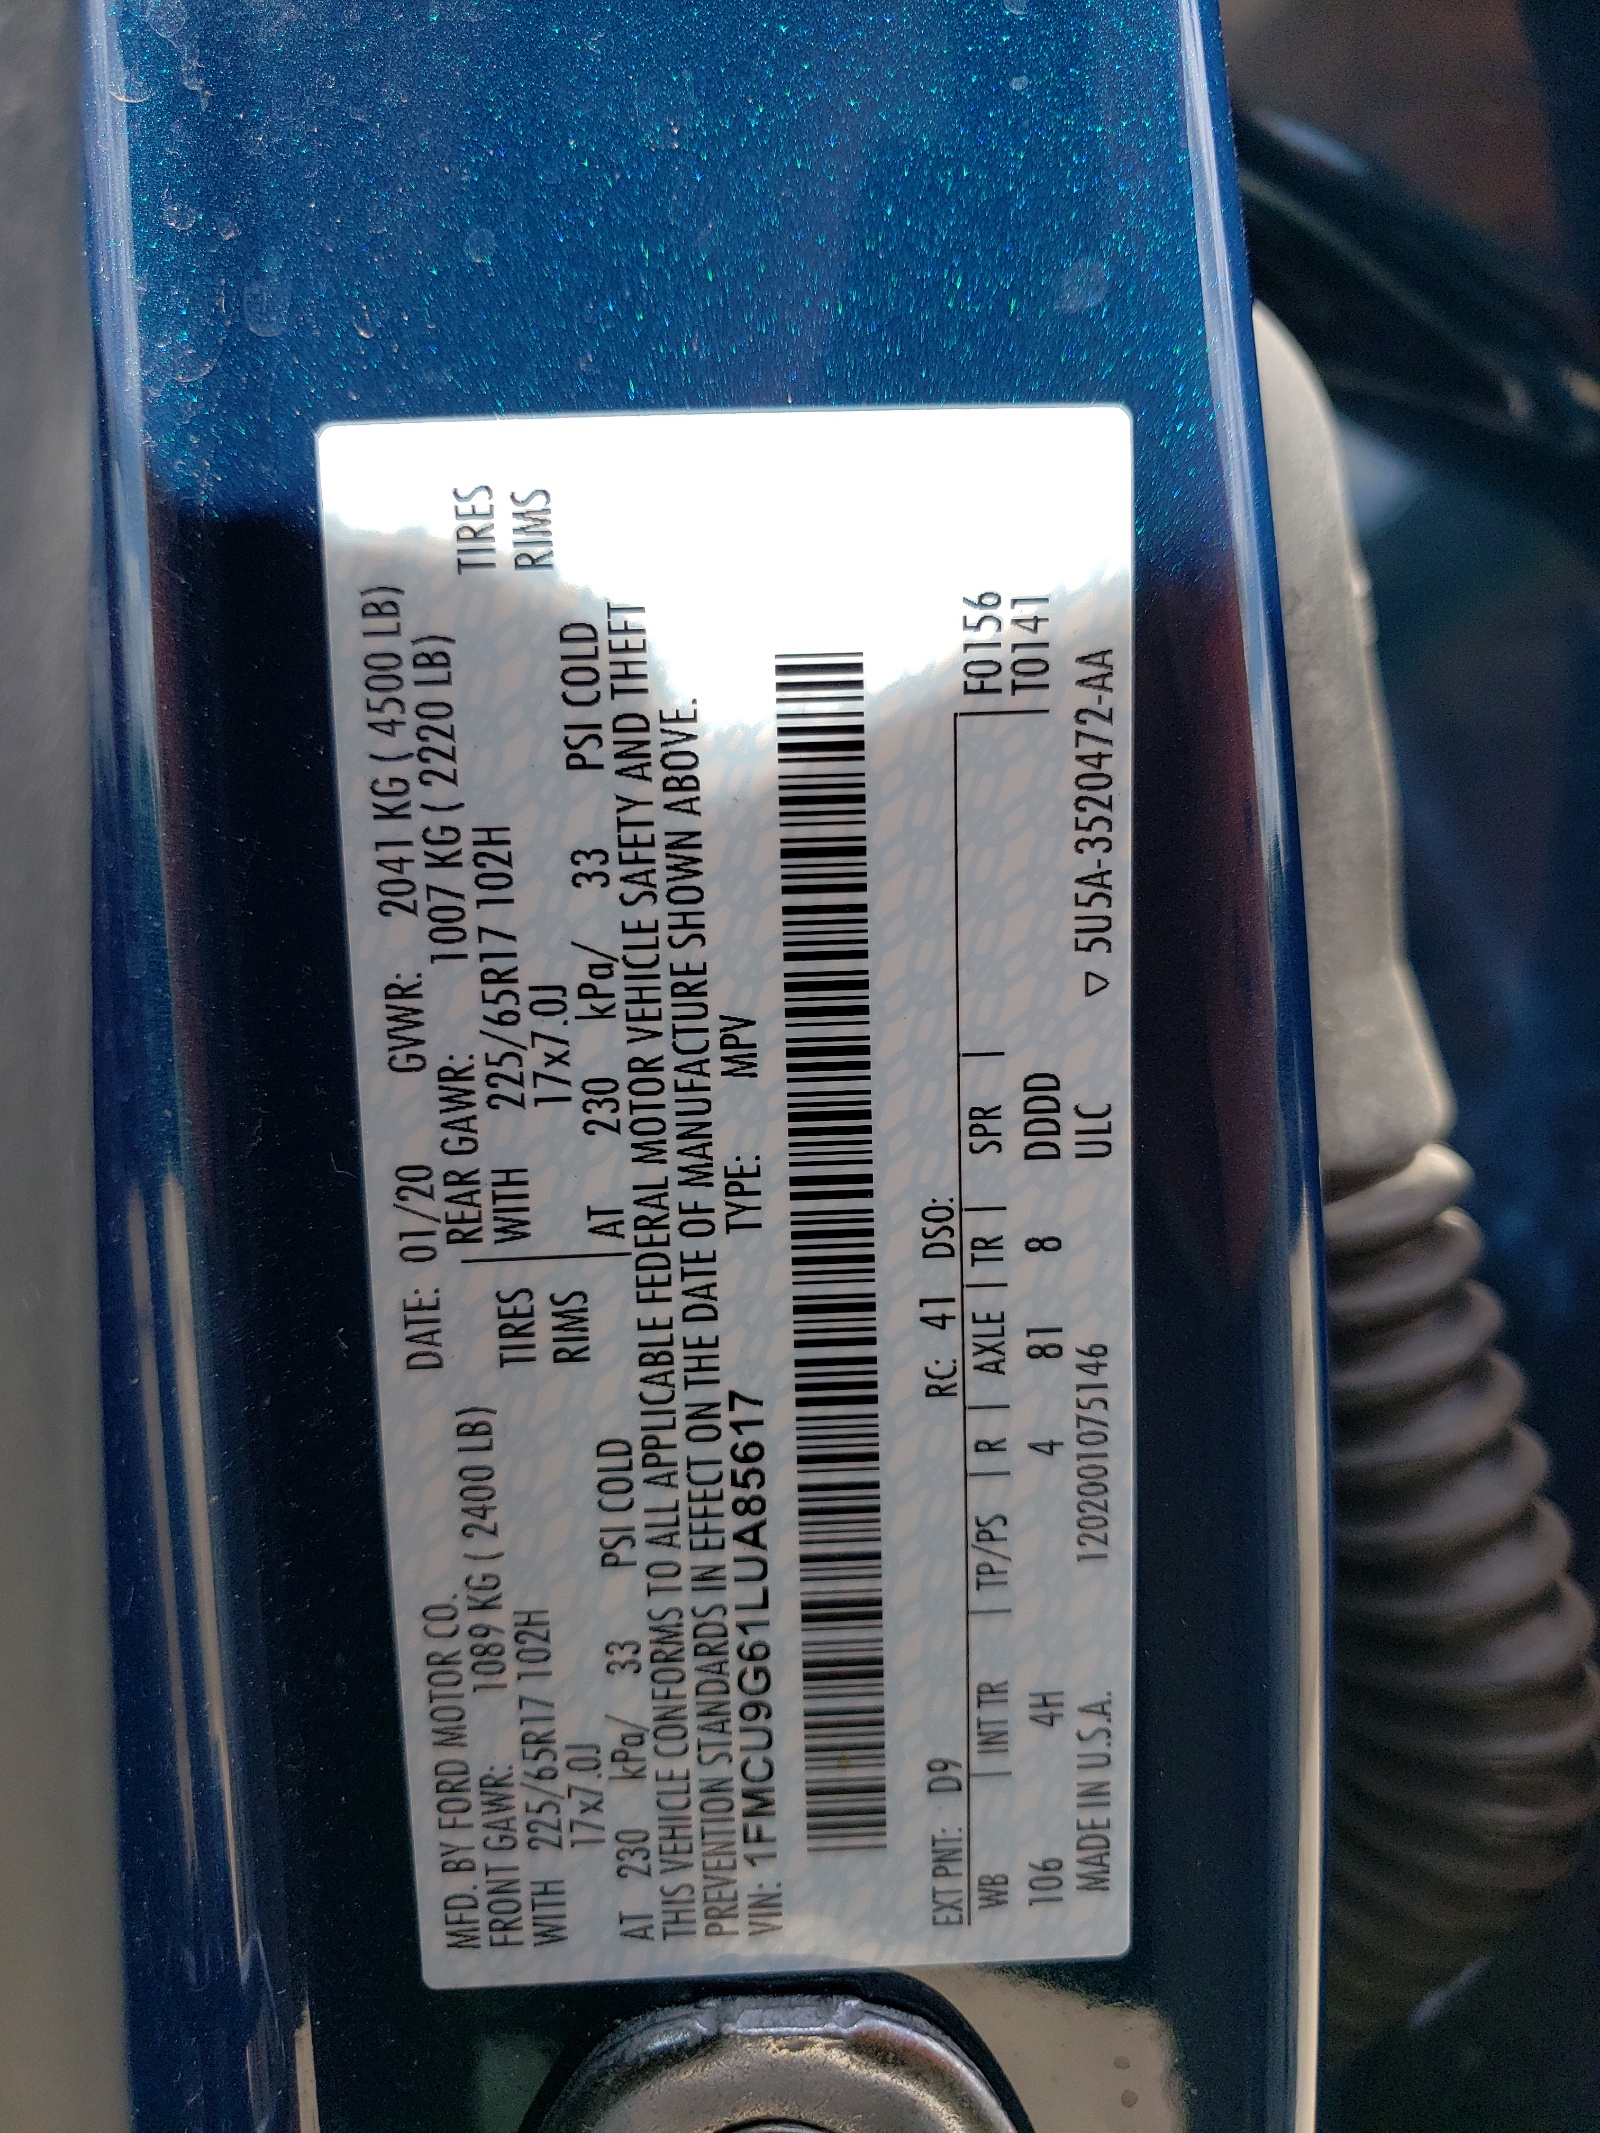 MFD. BY FORD MOTOR CO. DATE: 01/20 GVWR: 2041 KG ( 4500 LB)
FRONT GAWR: 1089 KG ( 2400 LB) REAR GAWR: 1007 KG ( 2220 LB)
WITH 225/65R17 102H TIRES WITH 225/65R17 102H TIRES
17x7.0J RIMS 17x7.0J RIMS
AT 230 kPa/ 33 PSI COLD AT 230 kPa/ 33 PSI COLD
THIS VEHICLE CONFORMS TO ALL APPLICABLE FEDERAL MOTOR VEHICLE SAFETY AND THEFT
PREVENTION STANDARDS IN EFFECT ON THE DATE OF MANUFACTURE SHOWN ABOVE.
VIN: 1FMCU9G61LUA85617 TYPE: MPV
EXT PNT: D9 RC: 41 DSO:
WB | INT TR | TP/PS | R | AXLE | TR | SPR | F0156
106 4H 4 81 8 DDDD T0141
MADE IN U.S.A. 1202001075146 ULC ▽ 5U5A-3520472-AA